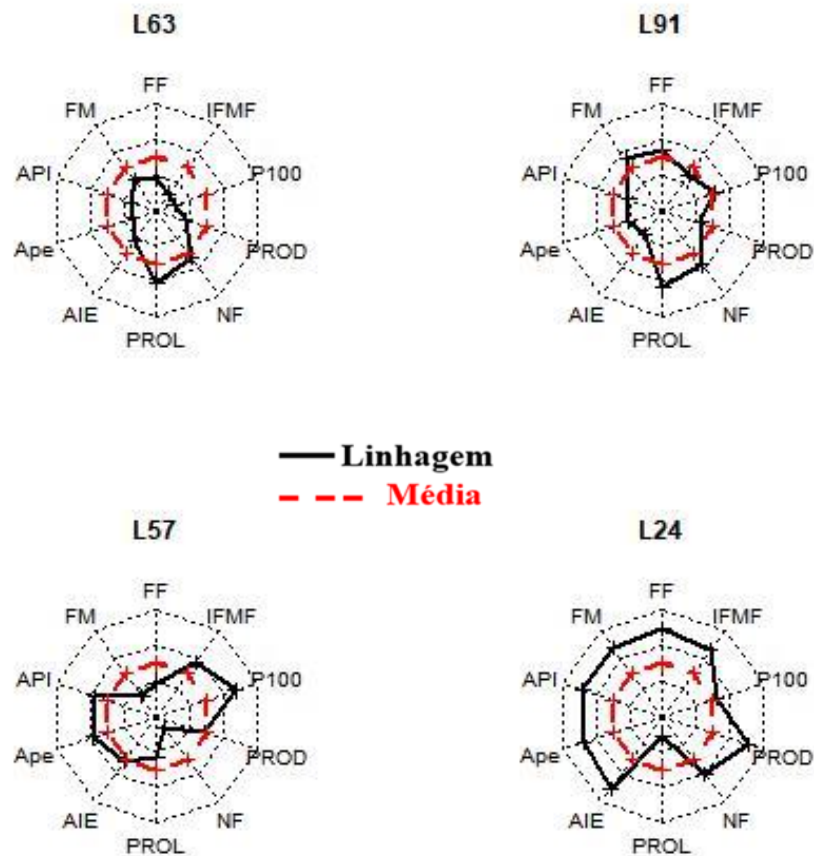 L63
FF
FM
IFMF
API
P100
Ape
PROD
AIE
NF
PROL
L91
FF
FM
IFMF
API
P100
Ape
PROD
AIE
NF
PROL
Linhagem
Média
L57
FF
FM
IFMF
API
P100
Ape
PROD
AIE
NF
PROL
L24
FF
FM
IFMF
API
P100
Ape
PROD
AIE
NF
PROL